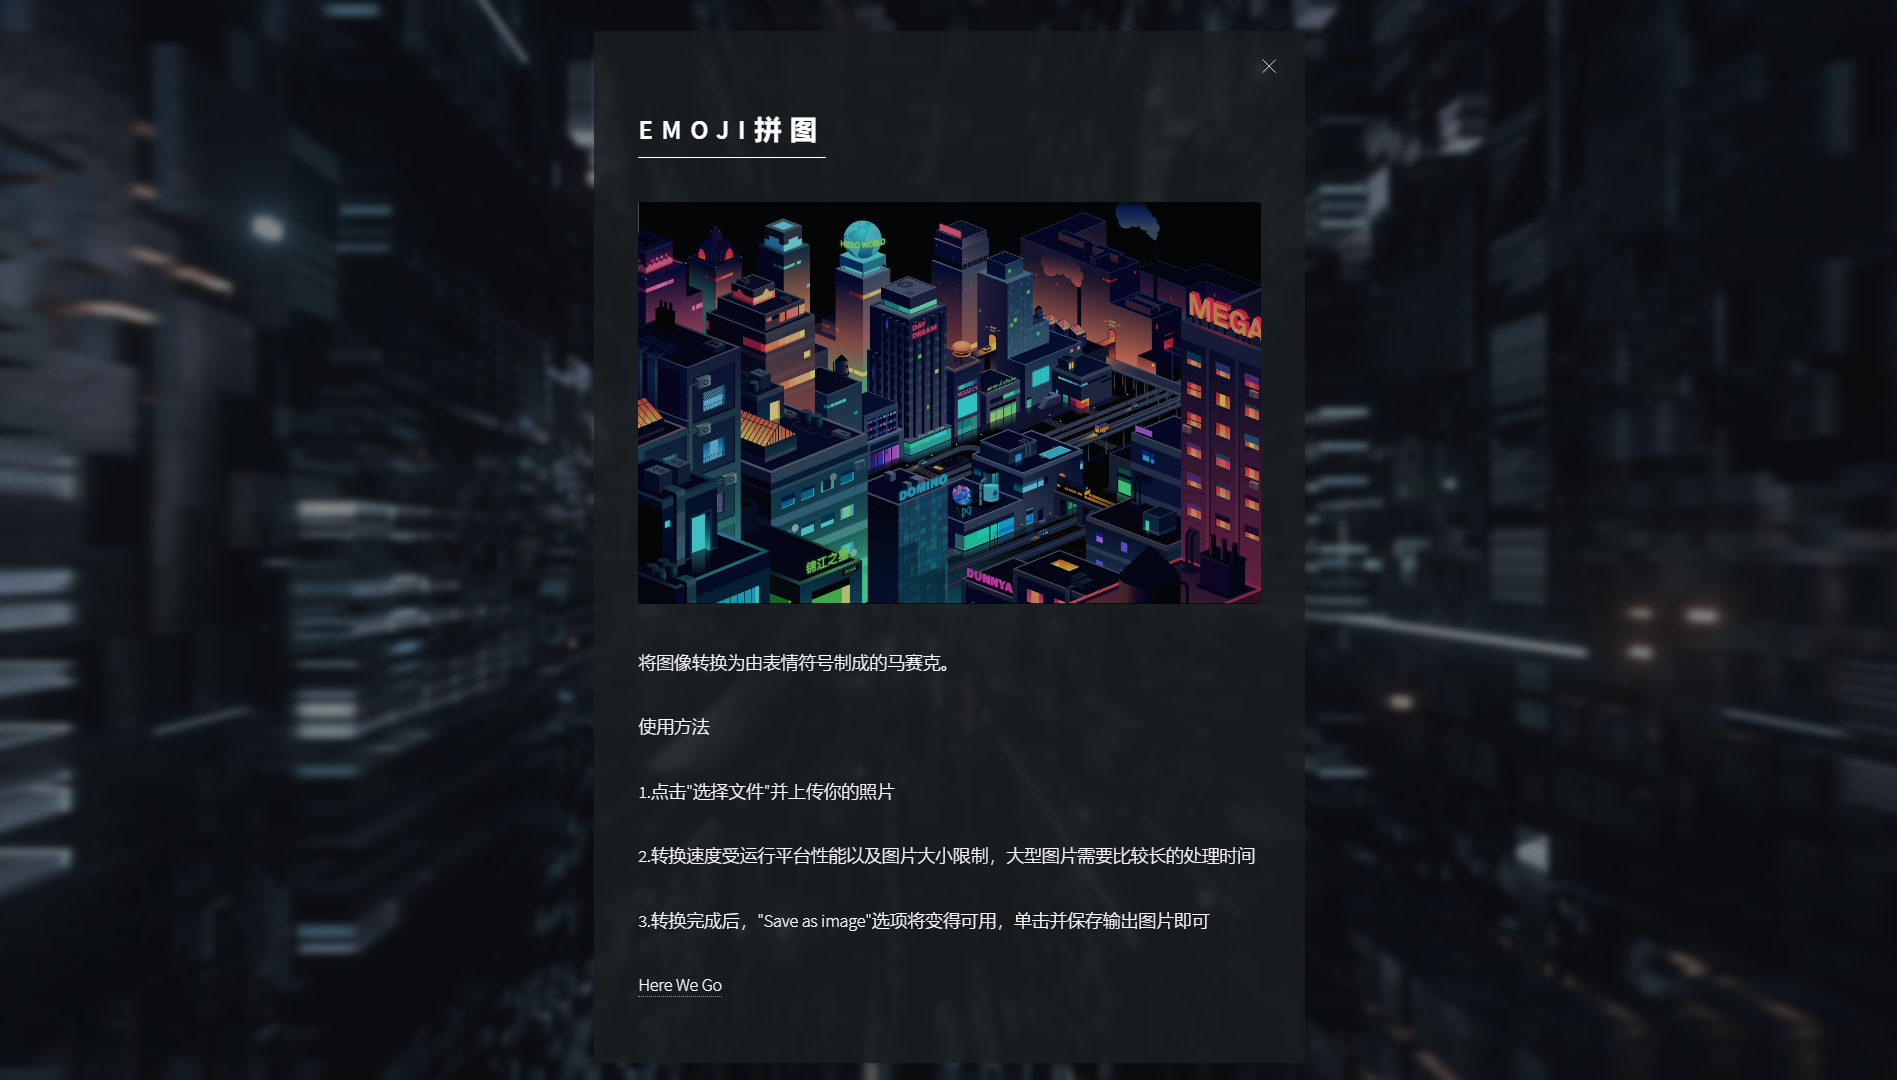 EMOJI拼图
HELLO WORLD
DAY
DREAM
MEGA
DOMINO
锦江之星
DUNNYA
将图像转换为由表情符号制成的马赛克。
使用方法
1.点击"选择文件"并上传你的照片
2.转换速度受运行平台性能以及图片大小限制，大型图片需要比较长的处理时间
3.转换完成后，"Save as image"选项将变得可用，单击并保存输出图片即可
Here We Go